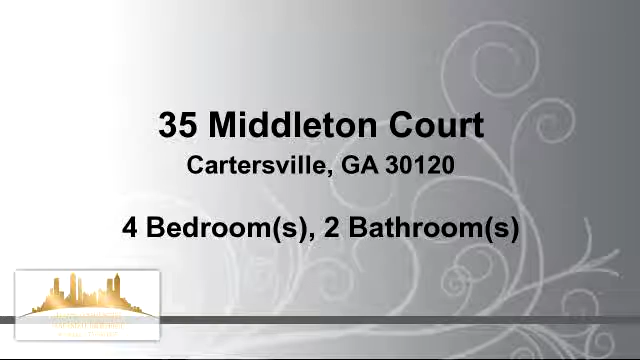 35 Middleton Court
Cartersville, GA 30120
4 Bedroom(s), 2 Bathroom(s)